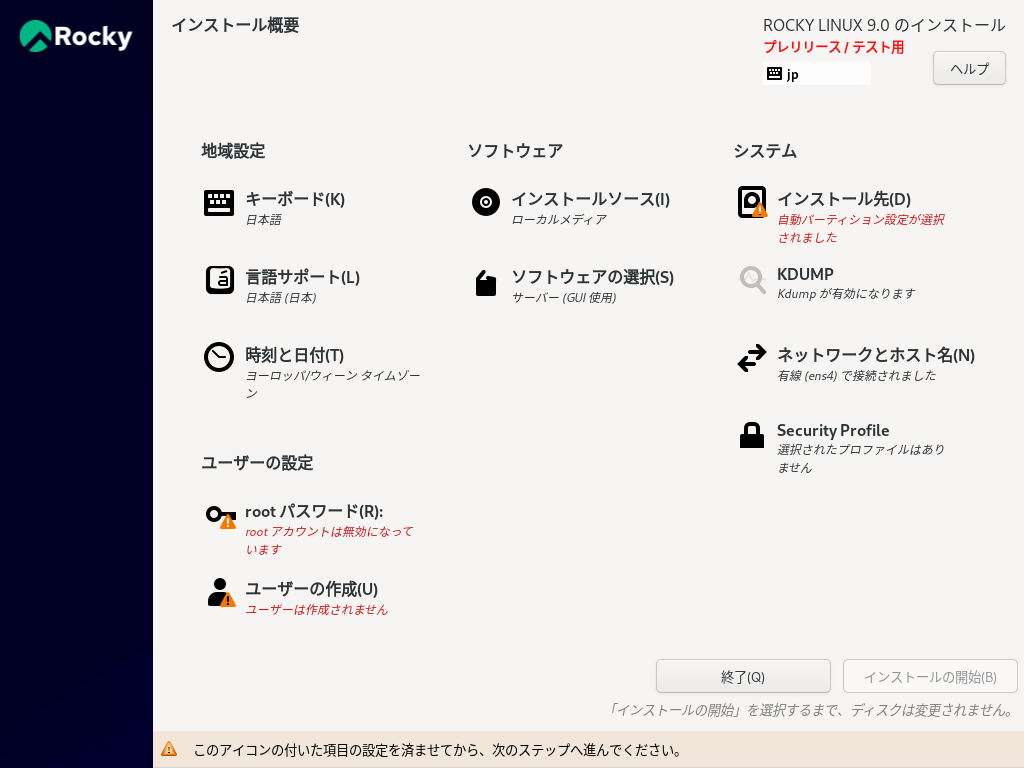 Rocky
インストール概要
ROCKY LINUX 9.0 のインストール
プレリリース / テスト用
jp
ヘルプ
地域設定
キーボード(K)
日本語
言語サポート(L)
日本語 (日本)
時刻と日付(T)
ヨーロッパ/ウィーン タイムゾー
ン
ソフトウェア
インストールソース(I)
ローカルメディア
ソフトウェアの選択(S)
サーバー (GUI 使用)
システム
インストール先(D)
自動パーティション設定が選択
されました
KDUMP
Kdump が有効になります
ネットワークとホスト名(N)
有線 (ens4) で接続されました
Security Profile
選択されたプロファイルはあり
ません
ユーザーの設定
root パスワード(R):
root アカウントは無効になって
います
ユーザーの作成(U)
ユーザーは作成されません
終了(Q)
インストールの開始(B)
「インストールの開始」を選択するまで、ディスクは変更されません。
このアイコンの付いた項目の設定を済ませてから、次のステップへ進んでください。